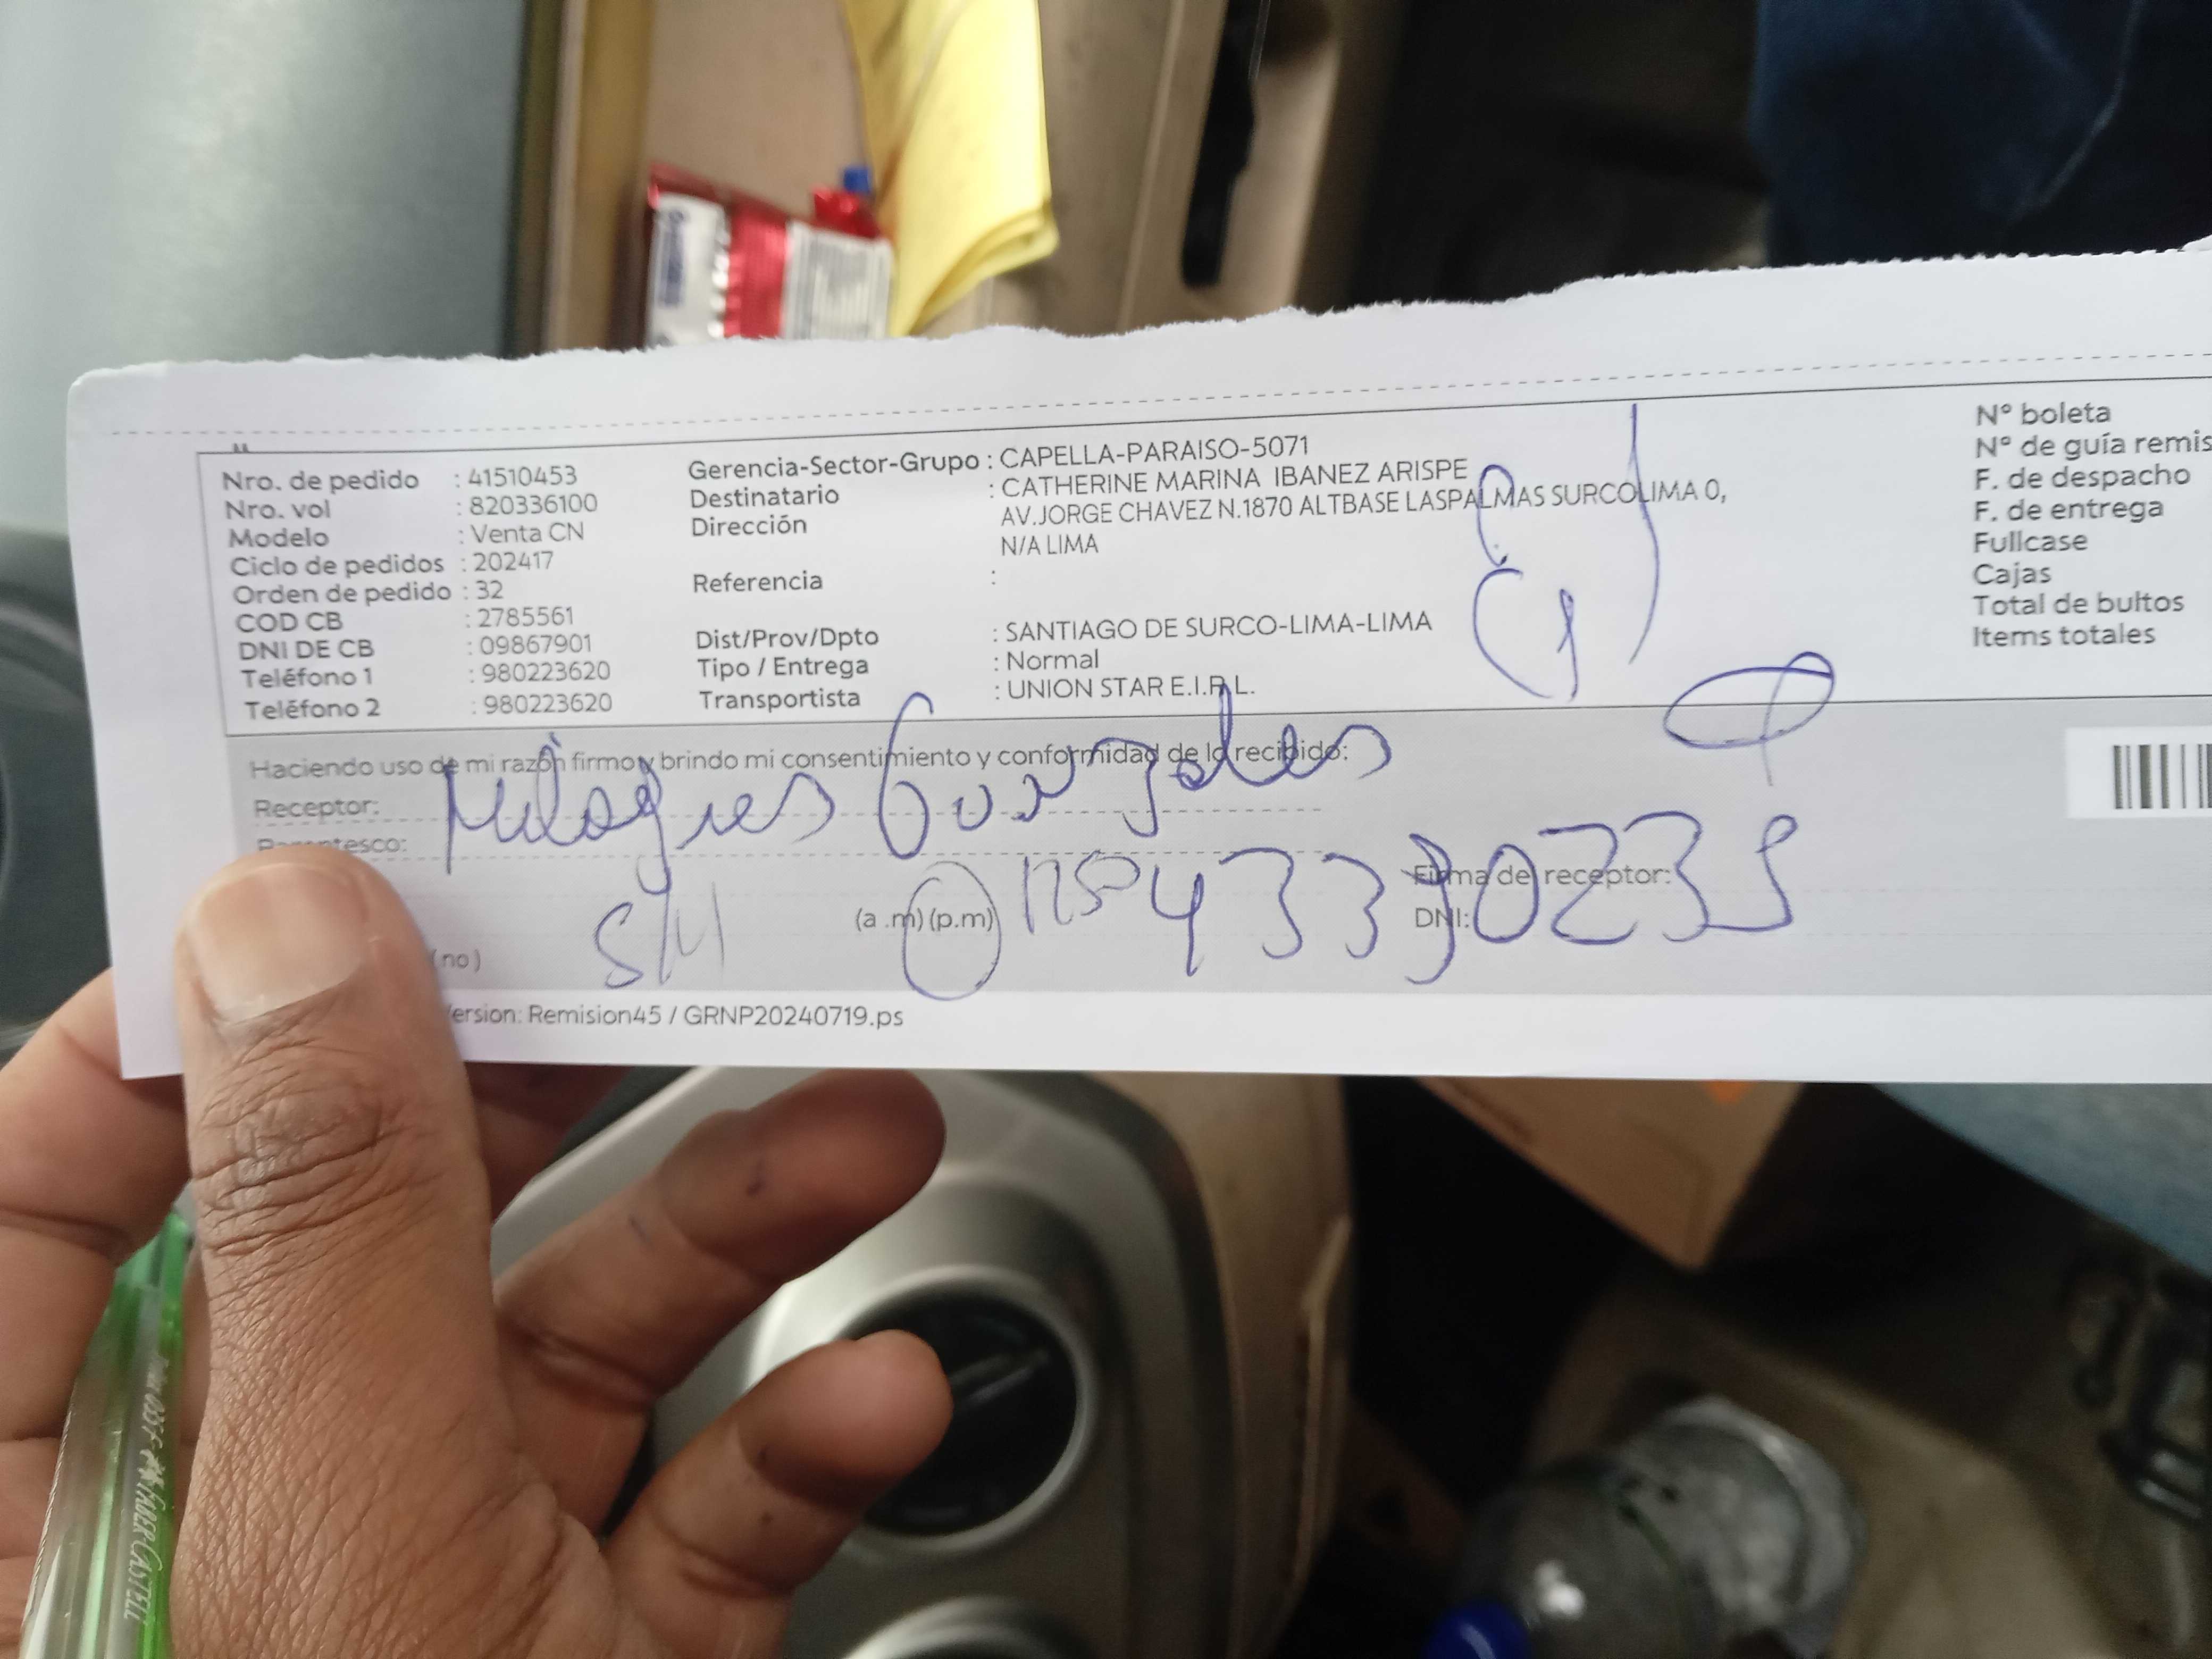 Nro. de pedido : 41510453
Nro. vol : 820336100
Modelo : Venta CN
Ciclo de pedidos : 202417
Orden de pedido : 32
COD CB : 2785561
DNI DE CB : 09867901
Teléfono 1 : 980223620
Teléfono 2 : 980223620
Gerencia-Sector-Grupo : CAPELLA-PARAISO-5071
Destinatario : CATHERINE MARINA IBANEZ ARISPE
Dirección AV.JORGE CHAVEZ N.1870 ALTBASE LASPALMAS SURCOLIMA 0,
N/A LIMA
Referencia :
Dist/Prov/Dpto : SANTIAGO DE SURCO-LIMA-LIMA
Tipo / Entrega : Normal
Transportista : UNION STAR E.I.R.L.
N° boleta
N° de guía remis
F. de despacho
F. de entrega
Fullcase
Cajas
Total de bultos
Items totales
Haciendo uso de mi razón firmo y brindo mi consentimiento y conformidad de lo recibido:
Receptor: Milagres Gonzales
Firma de receptor:
(a .m) (p.m) 1250
DNI:
(no)
ersion: Remision45 / GRNP20240719.ps
FABER CASTELL